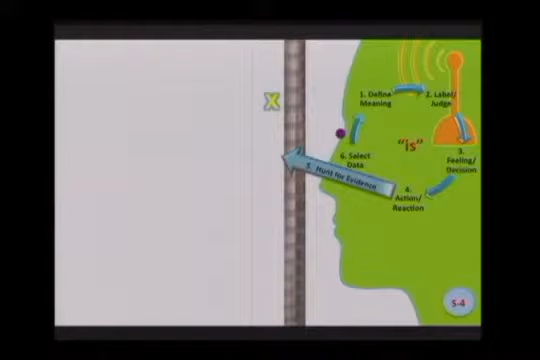 1. Define
Meaning
2. Label/
Judge
X
"is"
3.
Feeling/
Decision
6. Select
Data
5. Hunt for Evidence
4.
Action/
Reaction
S-4